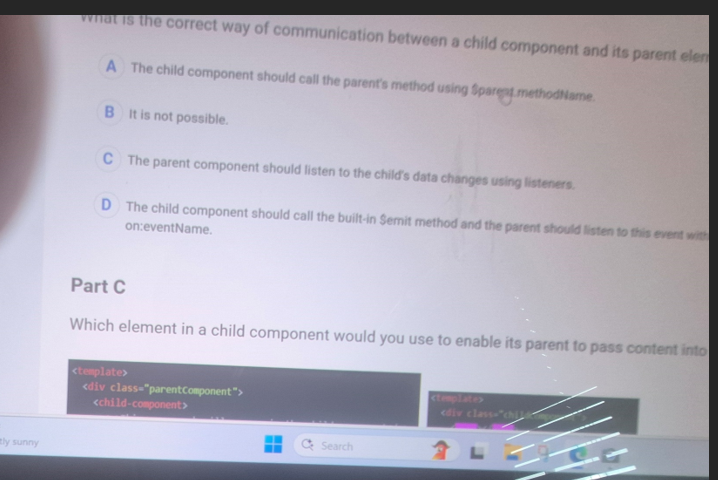 What is the correct way of communication between a child component and its parent elem
A The child component should call the parent's method using $parent.methodName.
B It is not possible.
C The parent component should listen to the child's data changes using listeners.
D The child component should call the built-in $emit method and the parent should listen to this event with
on:eventName.
Part C
Which element in a child component would you use to enable its parent to pass content into
<template>
<div class="parentComponent">
<child-component>
<template>
<div class="child
tly sunny
Search